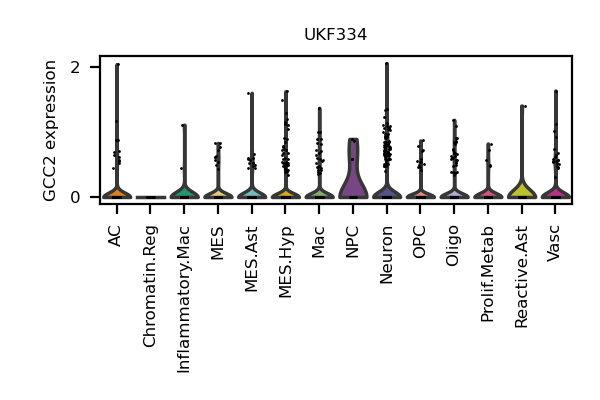 UKF334
GCC2 expression
2
0
AC
Chromatin.Reg
Inflammatory.Mac
MES
MES.Ast
MES.Hyp
Mac
NPC
Neuron
OPC
Oligo
Prolif.Metab
Reactive.Ast
Vasc